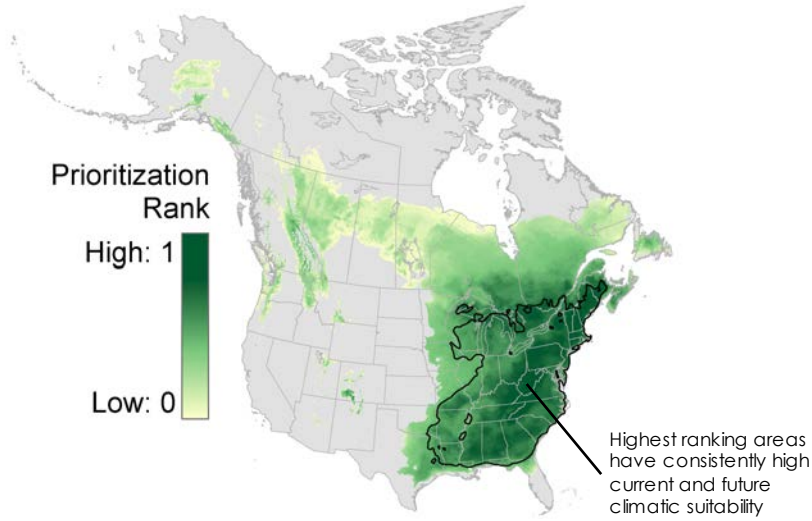 Prioritization
Rank
High: 1
Low: 0
Highest ranking areas
have consistently high
current and future
climatic suitability